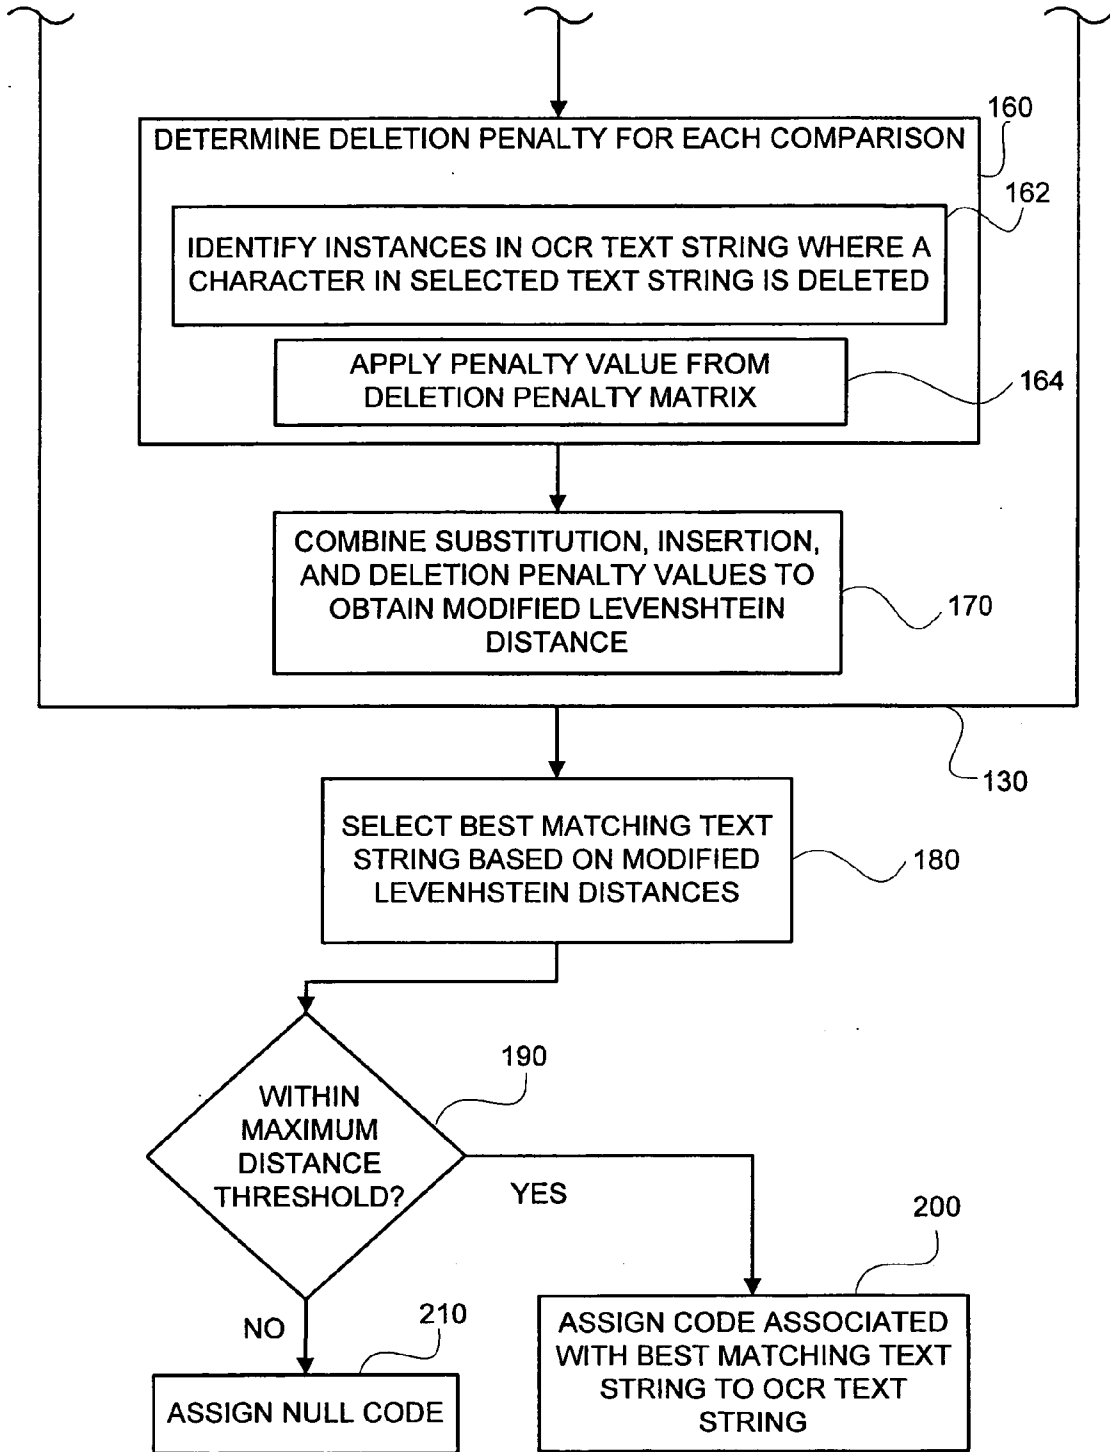 160
DETERMINE DELETION PENALTY FOR EACH COMPARISON
162
IDENTIFY INSTANCES IN OCR TEXT STRING WHERE A
CHARACTER IN SELECTED TEXT STRING IS DELETED
APPLY PENALTY VALUE FROM
DELETION PENALTY MATRIX
164
COMBINE SUBSTITUTION, INSERTION,
AND DELETION PENALTY VALUES TO
OBTAIN MODIFIED LEVENSHTEIN
DISTANCE
170
130
SELECT BEST MATCHING TEXT
STRING BASED ON MODIFIED
LEVENHSTEIN DISTANCES
180
190
WITHIN
MAXIMUM
DISTANCE
THRESHOLD?
YES
200
NO
210
ASSIGN NULL CODE
ASSIGN CODE ASSOCIATED
WITH BEST MATCHING TEXT
STRING TO OCR TEXT
STRING